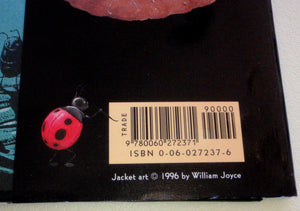 90000
TRADE
9 780060 272371
ISBN 0-06-027237-6
Jacket art © 1996 by William Joyce